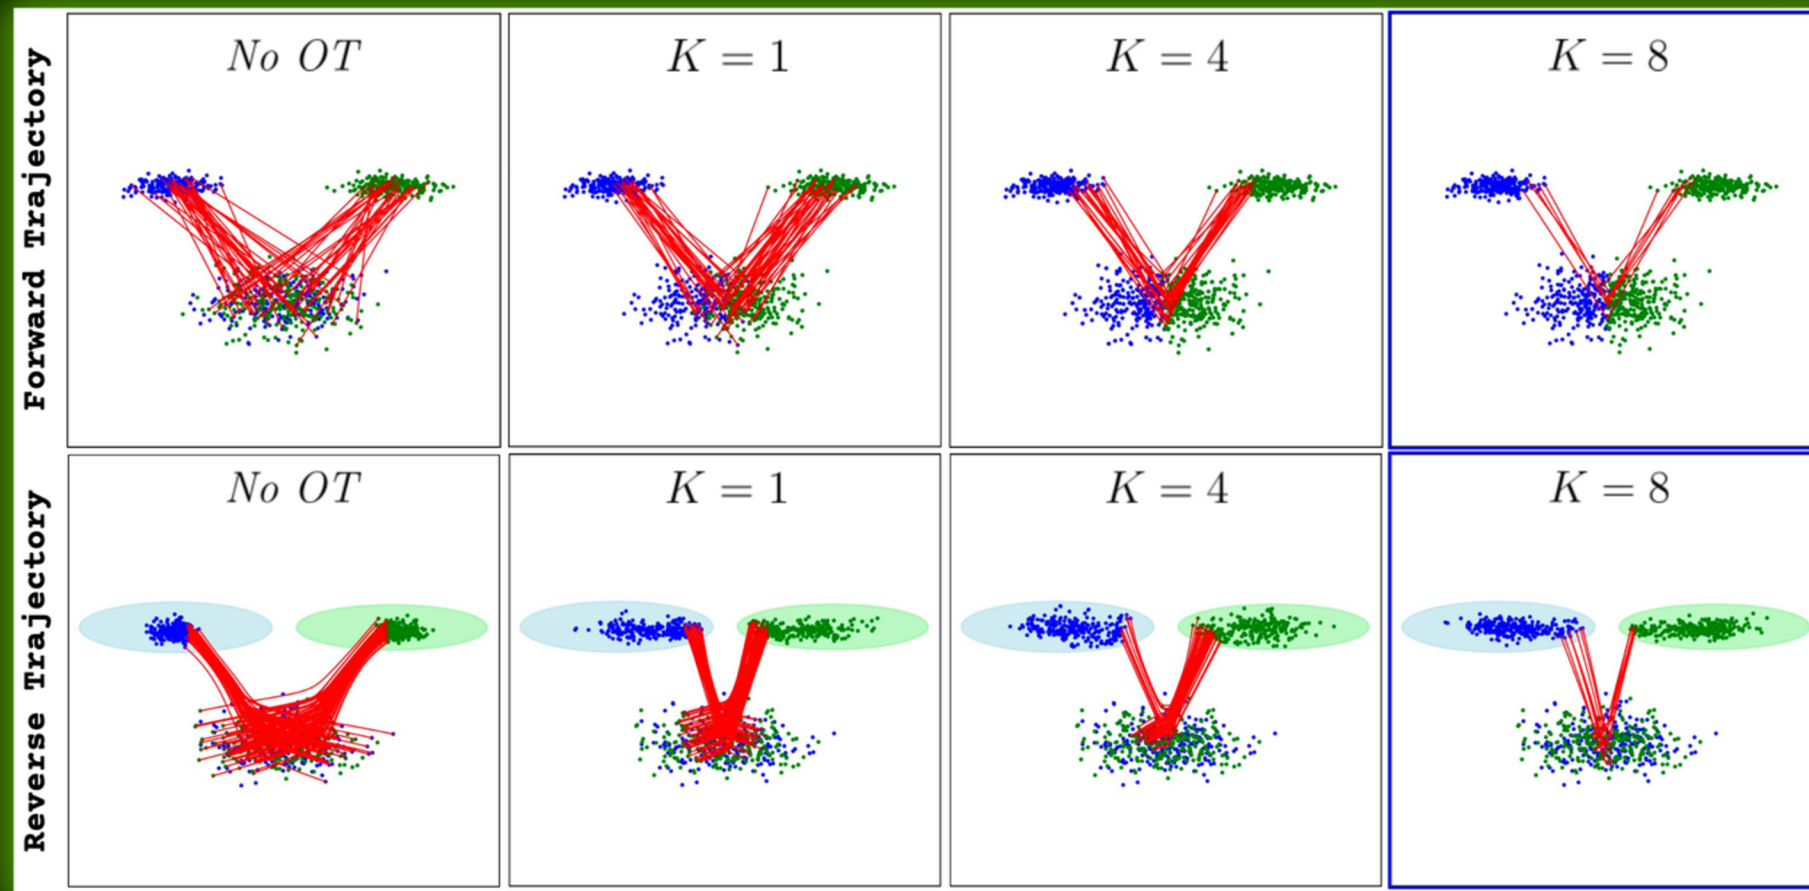 Forward Trajectory
No OT
K = 1
K = 4
K = 8
Reverse Trajectory
No OT
K = 1
K = 4
K = 8